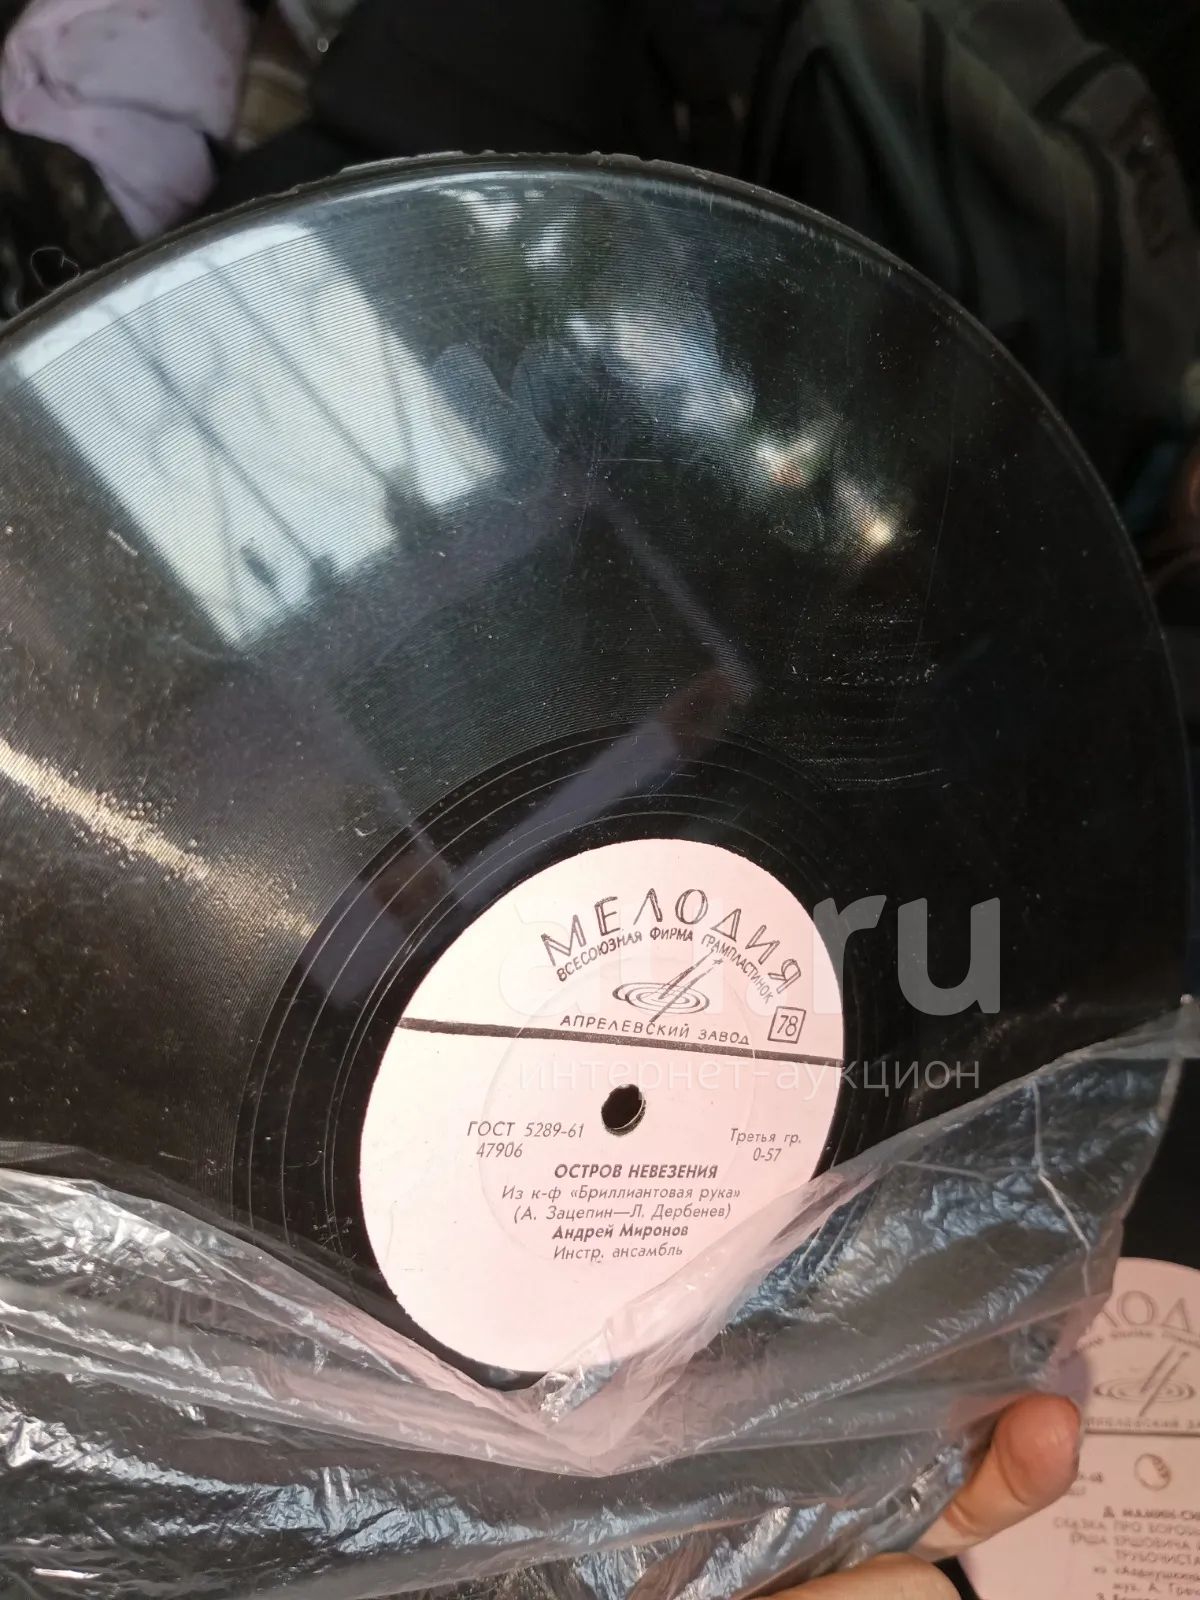 МЕЛОДИЯ
ВСЕСОЮЗНАЯ ФИРМА ГРАМПЛАСТИНОК
АПРЕЛЕВСКИЙ ЗАВОД
78
au.ru
интернет-аукцион
ГОСТ 5289-61
47906
Третья гр.
0-57
ОСТРОВ НЕВЕЗЕНИЯ
Из к-ф «Бриллиантовая рука»
(А. Зацепин—Л. Дербенев)
Андрей Миронов
Инстр. ансамбль